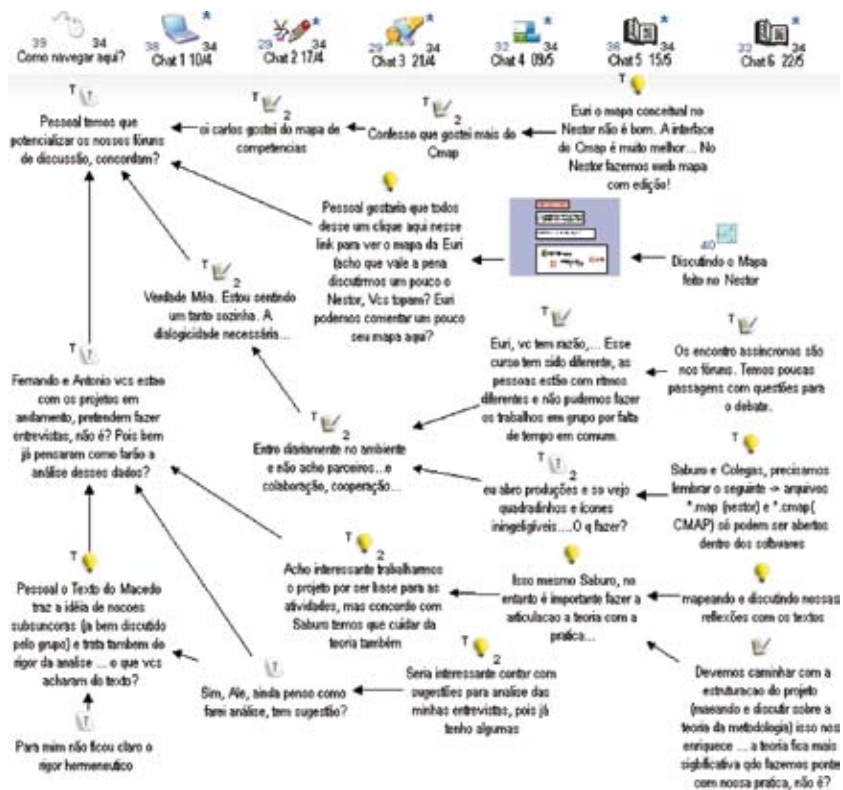 39 34
Como navegar aqui?
38 34
Chat 1 10/4
29 34
Chat 2 17/4
29 34
Chat 3 21/4
32 34
Chat 4 09/5
36 34
Chat 5 15/5
34
Chat 6 22/5
T
Pessoal temos que
potencializar os nossos fóruns
de discussão, concordam?
T 2
oi carlos gostei do mapa de
competencias
T 2
Confesso que gostei mais do
Cmap
T
Euri o mapa conceitual no
Nestor não é bom. A interface
do Cmap é muito melhor... No
Nestor fazemos web mapa
com edição!
Pessoal gostaria que todos
desse um clique aqui nesse
link para ver o mapa da Euri
(acho que vale a pena
discutirmos um pouco o
Nestor, Vcs topam? Euri
podemos comentar um pouco
seu mapa aqui?
40
Discutindo o Mapa
feito no Nestor
T 2
Verdade Méa. Estou sentindo
um tanto sozinha. A
dialogicidade necessária...
T
Euri, vc tem razão,... Esse
curso tem sido diferente, as
pessoas estão com ritmos
diferentes e não pudemos fazer
os trabalhos em grupo por falta
de tempo em comum.
T
Os encontro assincronos são
nos fóruns. Temos poucas
passagens com questões para
o debate.
T
Fernando e Antonio vcs estao
com os projetos em
andamento, pretendem fazer
entrevistas, não é? Pois bem
já pensaram como farão a
análise desses dados?
T 2
Entro diariamente no ambiente
e não acho parceiros...e
colaboração, cooperação...
2
eu abro produções e so vejo
quadradinhos e ícones
iningeligíveis....O q fazer?
T
Saburo e Colegas, precisamos
lembrar o seguinte -> arquivos
*.map (nestor) e *.cmap(
CMAP) só podem ser abertos
dentro dos softwares
T
Pessoal o Texto do Macedo
traz a idéia de nocoes
subsuncoras (ja bem discutido
pelo grupo) e trata tambem do
rigor da analise ... o que vcs
acharam do texto?
T 2
Acho interessante trabalharmos
o projeto por ser base para as
atividades, mas concordo com
Saburo temos que cuidar da
teoria também
T
Isso mesmo Saburo, no
entanto é importante fazer a
articulacao a teoria com a
pratica...
mapeando e discutindo nossas
reflexões com os textos
Sim, Ale, ainda penso como
farei análise, tem sugestão?
T 2
Seria interessante contar com
sugestões para analise das
minhas entrevistas, pois já
tenho algumas
Devemos caminhar com a
estruturacao do projeto
(maeando e discutir sobre a
teoria da metodologia) isso nos
enriquece ... a teoria fica mais
sigbificativa qdo fazemos ponte
com nossa pratica, não é?
Para mim não ficou claro o
rigor hermeneutico